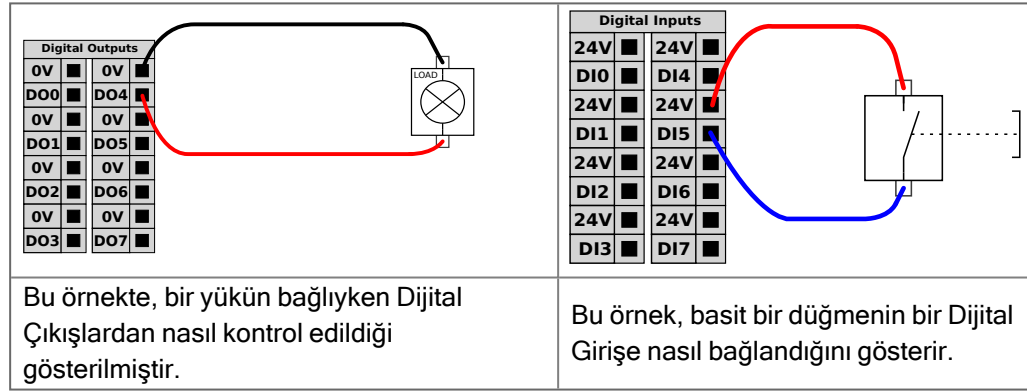 Digital Outputs
0V 0V
DO0 DO4
0V 0V
DO1 DO5
0V 0V
DO2 DO6
0V 0V
DO3 DO7
LOAD
Digital Inputs
24V 24V
DI0 DI4
24V 24V
DI1 DI5
24V 24V
DI2 DI6
24V 24V
DI3 DI7
Bu örnekte, bir yükün bağlıyken Dijital
Çıkışlardan nasıl kontrol edildiği
gösterilmiştir.
Bu örnek, basit bir düğmenin bir Dijital
Girişe nasıl bağlandığını gösterir.